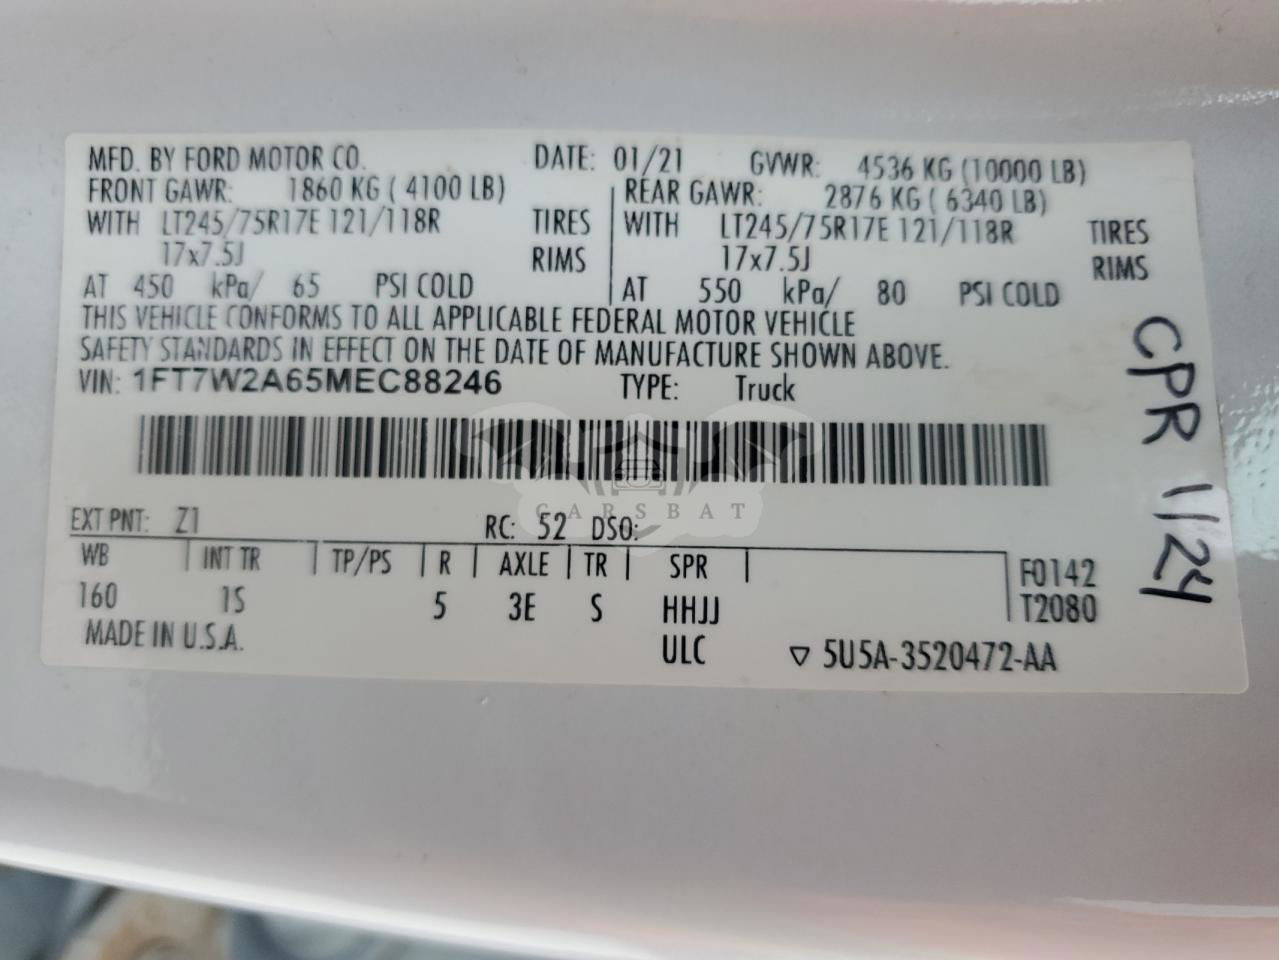 MFD. BY FORD MOTOR CO. DATE: 01/21 GVWR: 4536 KG (10000 LB)
FRONT GAWR: 1860 KG ( 4100 LB) REAR GAWR: 2876 KG ( 6340 LB)
WITH LT245/75R17E 121/118R TIRES WITH LT245/75R17E 121/118R TIRES
17x7.5J RIMS 17x7.5J RIMS
AT 450 kPa/ 65 PSI COLD AT 550 kPa/ 80 PSI COLD
THIS VEHICLE CONFORMS TO ALL APPLICABLE FEDERAL MOTOR VEHICLE
SAFETY STANDARDS IN EFFECT ON THE DATE OF MANUFACTURE SHOWN ABOVE.
VIN: 1FT7W2A65MEC88246 TYPE: Truck
CARSBAT
EXT PNT: Z1 RC: 52 DSO:
WB INT TR TP/PS R AXLE TR SPR F0142
160 1S 5 3E S HHJJ T2080
MADE IN U.S.A. ULC ▽ 5U5A-3520472-AA
CPR 11/24